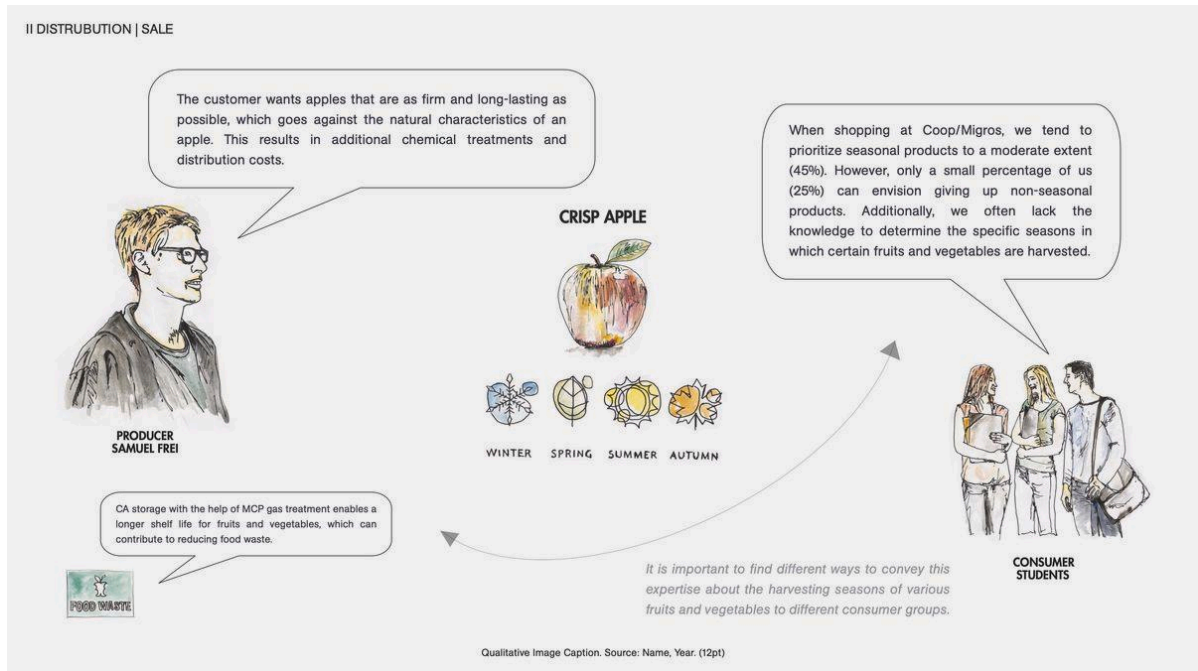 II DISTRUBUTION | SALE
The customer wants apples that are as firm and long-lasting as
possible, which goes against the natural characteristics of an
apple. This results in additional chemical treatments and
distribution costs.
When shopping at Coop/Migros, we tend to
prioritize seasonal products to a moderate extent
(45%). However, only a small percentage of us
(25%) can envision giving up non-seasonal
products. Additionally, we often lack the
knowledge to determine the specific seasons in
which certain fruits and vegetables are harvested.
CRISP APPLE
WINTER SPRING SUMMER AUTUMN
PRODUCER
SAMUEL FREI
CA storage with the help of MCP gas treatment enables a
longer shelf life for fruits and vegetables, which can
contribute to reducing food waste.
FOOD WASTE
CONSUMER
STUDENTS
It is important to find different ways to convey this
expertise about the harvesting seasons of various
fruits and vegetables to different consumer groups.
Qualitative Image Caption. Source: Name, Year. (12pt)